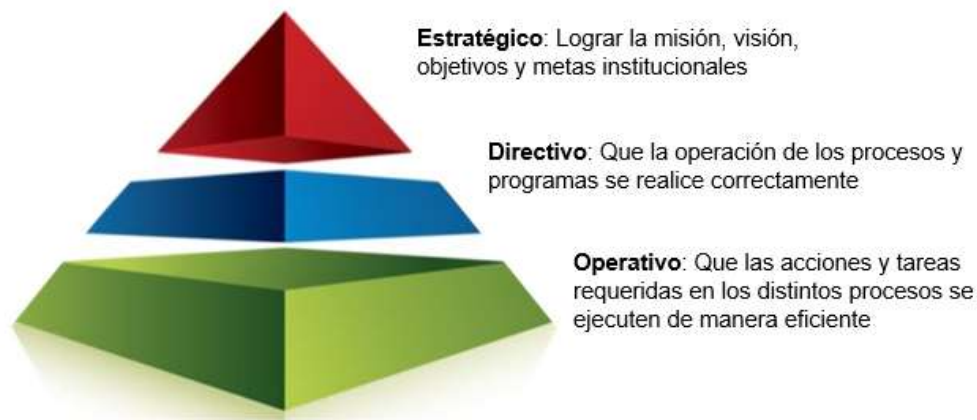 Estratégico: Lograr la misión, visión,
objetivos y metas institucionales
Directivo: Que la operación de los procesos y
programas se realice correctamente
Operativo: Que las acciones y tareas
requeridas en los distintos procesos se
ejecuten de manera eficiente